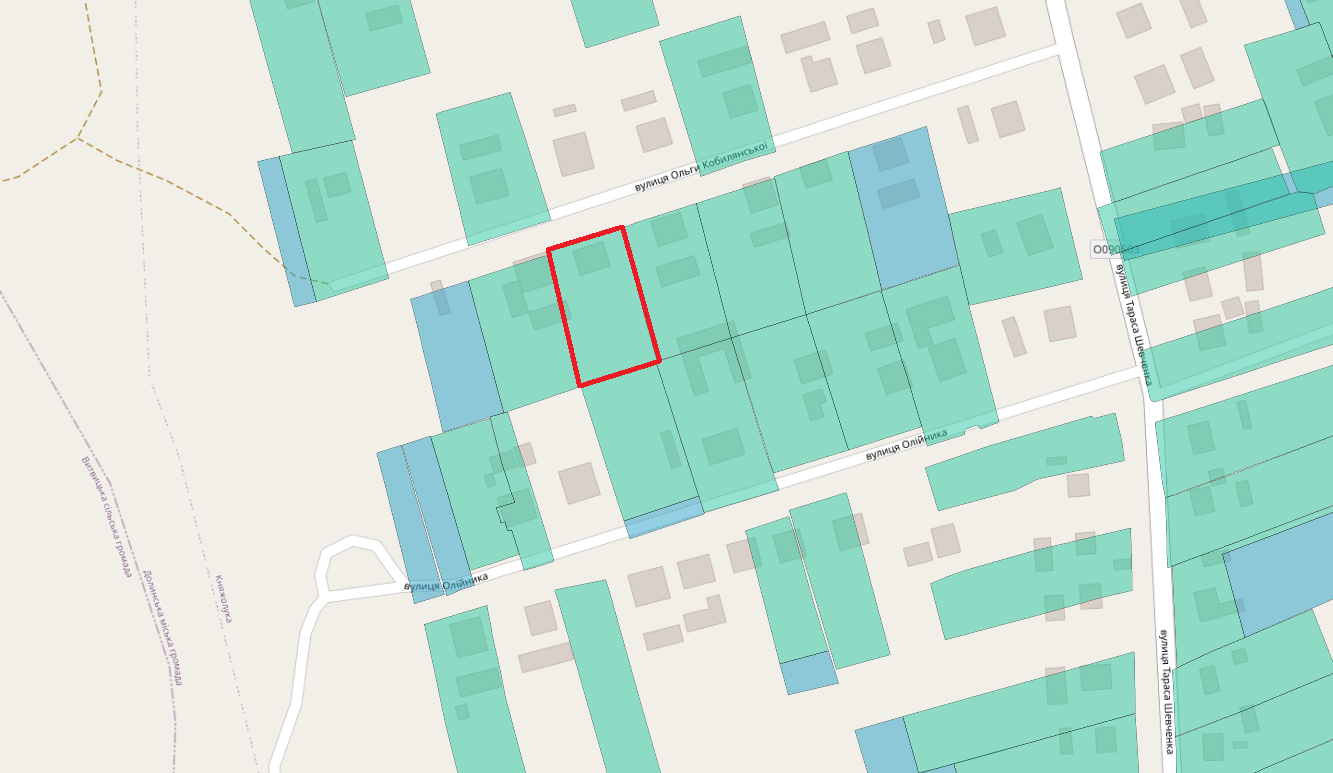 вулиця Ольги Кобилянської
О090503
вулиця Тараса Шевченка
вулиця Олійника
Витвицька сільська громада
Долинська міська громада
Княжолука
вулиця Олійника
вулиця Тараса Шевченка